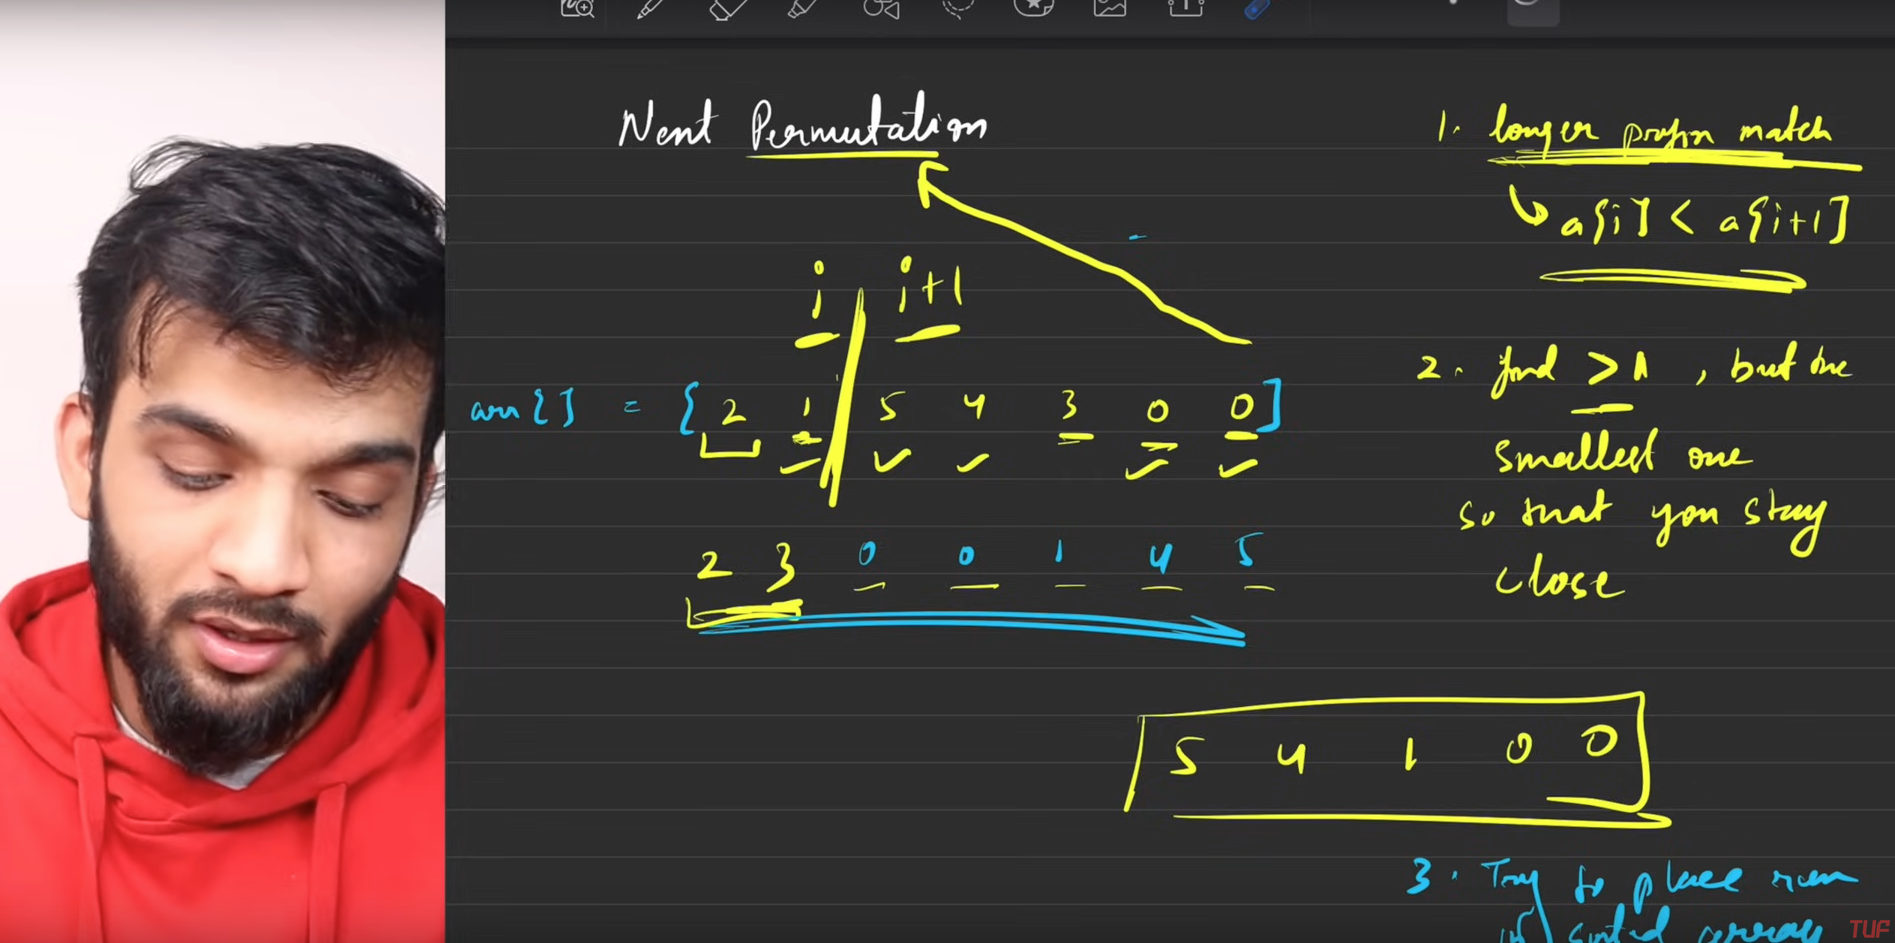 Next Permutation
i i+1
arr[] = [2 1 5 4 3 0 0]
2 3 0 0 1 4 5
5 4 1 0 0
1. longer prefix match
a[i] < a[i+1]
2. find > 1, but the
smallest one
so that you stay
close
3. Try to place rem
in sorted array
TUF